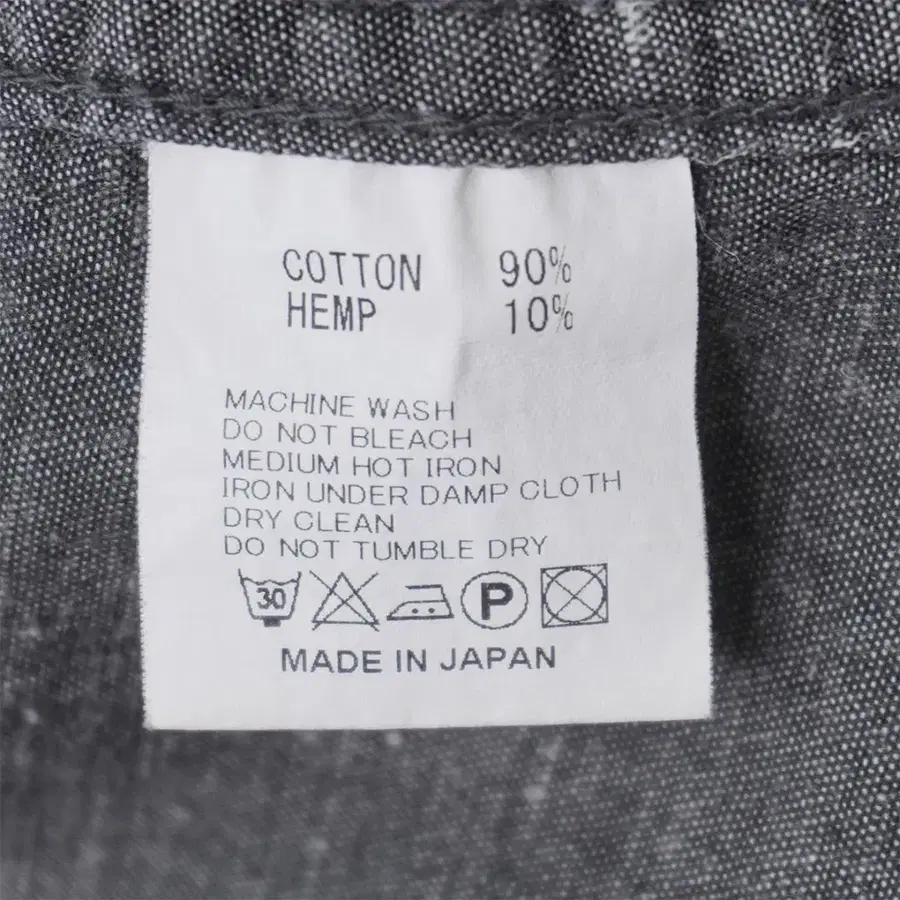 COTTON 90%
HEMP 10%
MACHINE WASH
DO NOT BLEACH
MEDIUM HOT IRON
IRON UNDER DAMP CLOTH
DRY CLEAN
DO NOT TUMBLE DRY
30 P
MADE IN JAPAN